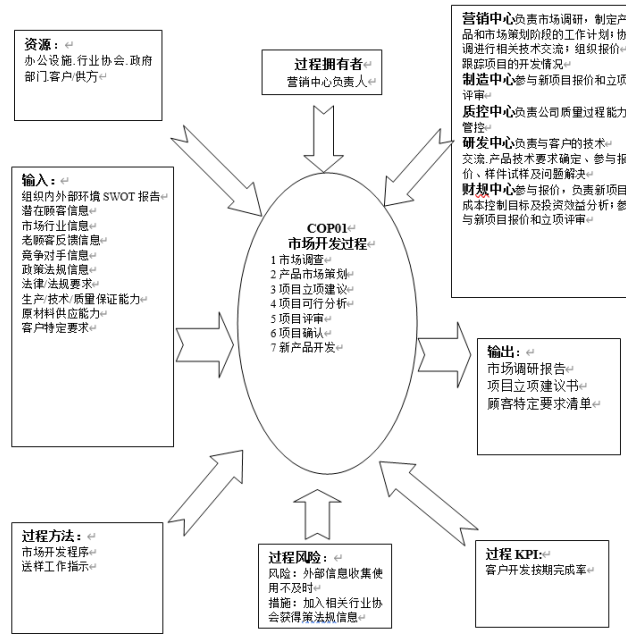 资源：
办公设施.行业协会.政府
部门.客户/供方
过程拥有者
营销中心负责人
营销中心负责市场调研，制定产
品和市场策划阶段的工作计划；协
调进行相关技术交流；组织报价
跟踪项目的开发情况
制造中心参与新项目报价和立项
评审
质控中心负责公司质量过程能力
管控
研发中心负责与客户的技术
交流.产品技术要求确定、参与报
价、样件试样及问题解决
财规中心参与报价，负责新项目
成本控制目标及投资效益分析；参
与新项目报价和立项评审
输入：
组织内外部环境 SWOT 报告
潜在顾客信息
市场行业信息
老顾客反馈信息
竞争对手信息
政策法规信息
法律/法规要求
生产/技术/质量保证能力
原材料供应能力
客户特定要求
COP01
市场开发过程
1 市场调查
2 产品市场策划
3 项目立项建议
4 项目可行分析
5 项目评审
6 项目确认
7 新产品开发
输出：
市场调研报告
项目立项建议书
顾客特定要求清单
过程方法：
市场开发程序
送样工作指示
过程风险：
风险：外部信息收集使
用不及时
措施：加入相关行业协
会获得策法规信息
过程 KPI:
客户开发按期完成率